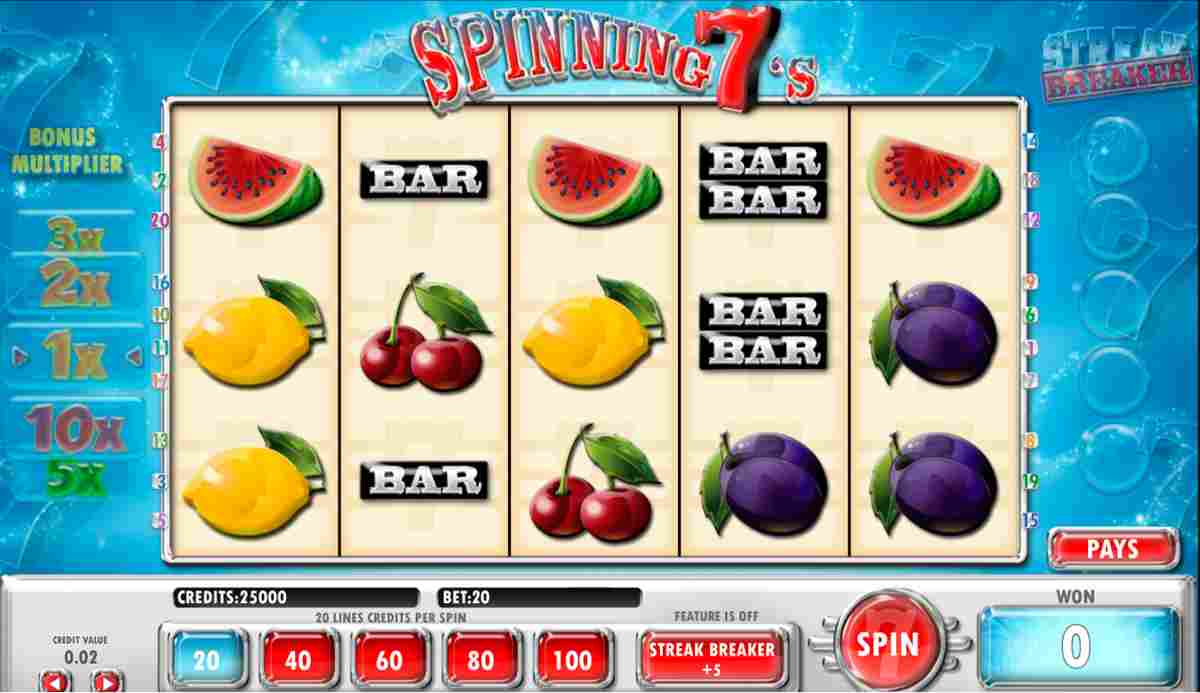 SPINNING 7's
STREAK
BREAKER
BONUS
MULTIPLIER
3x
2x
1x
10x
5x
4
2
20
16
10
11
17
13
3
5
BAR
BAR
BAR
BAR
BAR
BAR
14
18
12
9
6
1
7
8
19
15
PAYS
CREDITS:25000
BET:20
20 LINES CREDITS PER SPIN
FEATURE IS OFF
WON
CREDIT VALUE
0.02
20
40
60
80
100
STREAK BREAKER
+5
SPIN
0